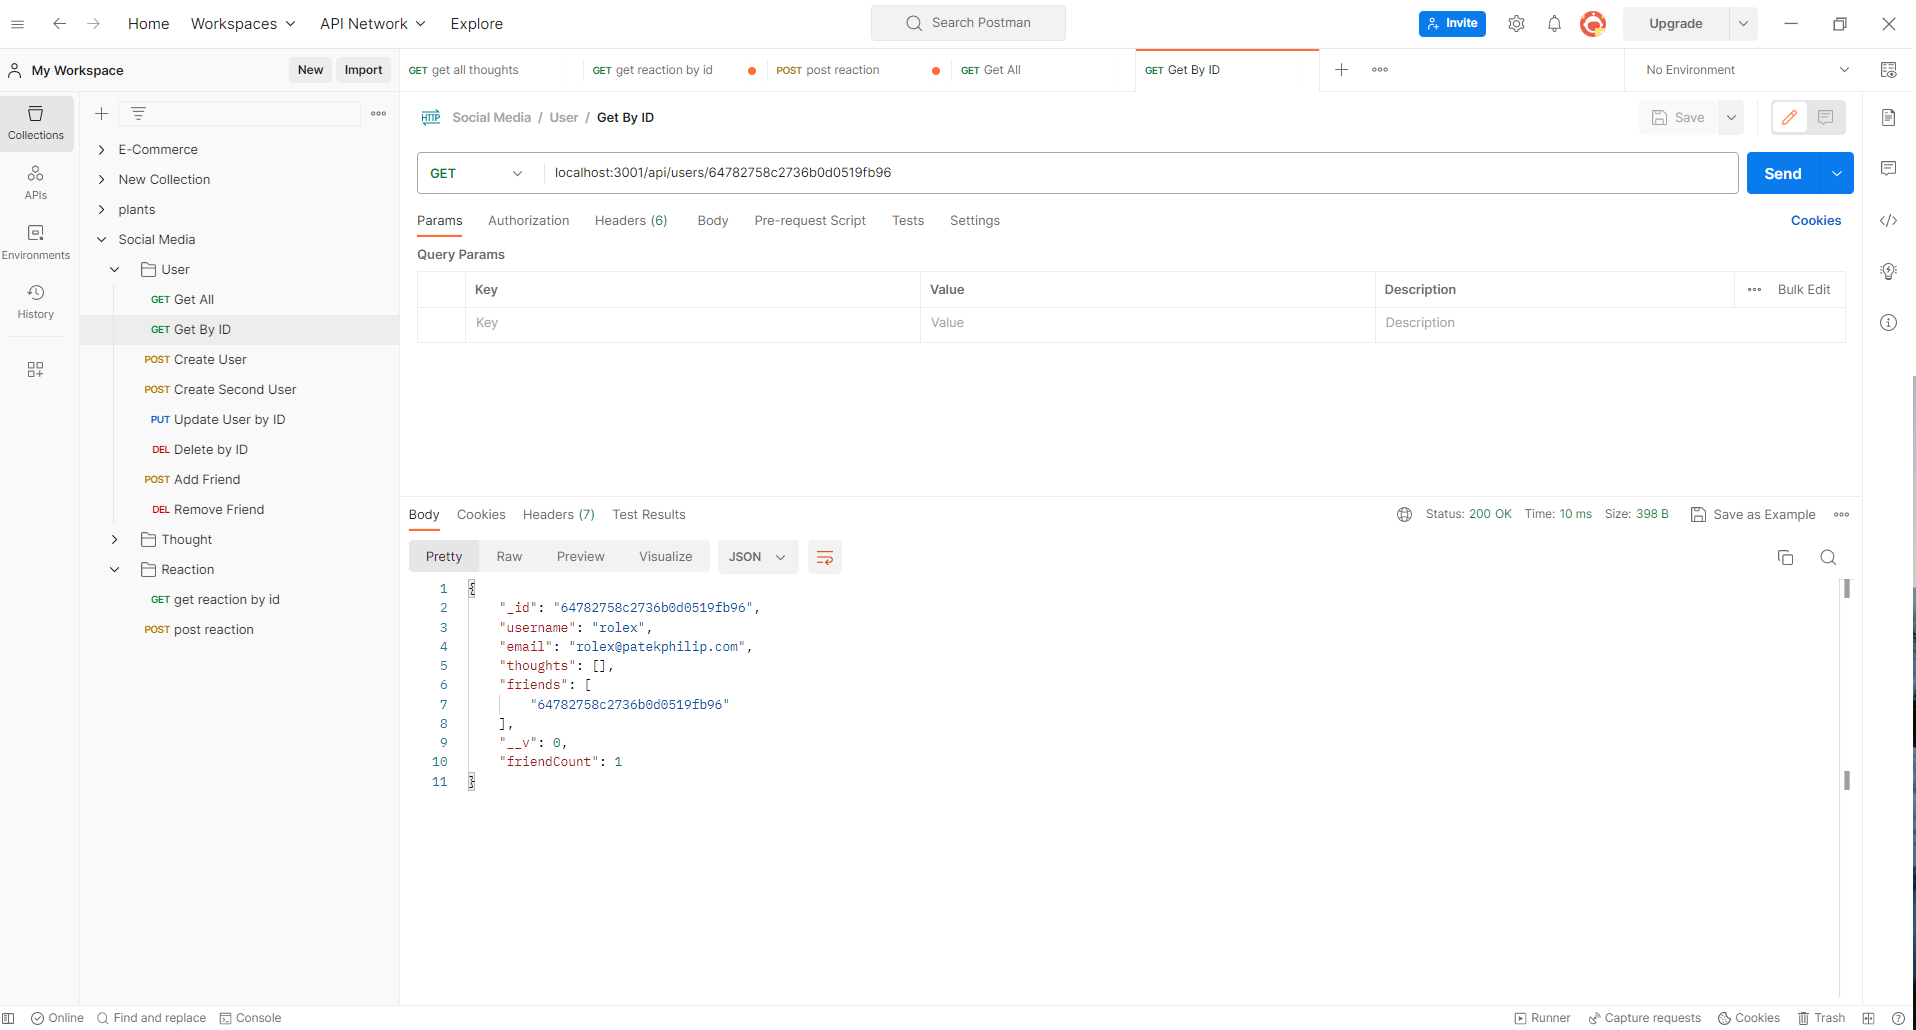 Home Workspaces API Network Explore Search Postman Invite Upgrade
My Workspace New Import GET get all thoughts GET get reaction by id POST post reaction GET Get All GET Get By ID No Environment
Collections
APIs
Environments
History
E-Commerce
New Collection
plants
Social Media
User
GET Get All
GET Get By ID
POST Create User
POST Create Second User
PUT Update User by ID
DEL Delete by ID
POST Add Friend
DEL Remove Friend
Thought
Reaction
GET get reaction by id
POST post reaction
HTTP Social Media / User / Get By ID Save
GET localhost:3001/api/users/64782758c2736b0d0519fb96 Send
Params Authorization Headers (6) Body Pre-request Script Tests Settings Cookies
Query Params
Key Value Description Bulk Edit
Key Value Description
Body Cookies Headers (7) Test Results Status: 200 OK Time: 10 ms Size: 398 B Save as Example
Pretty Raw Preview Visualize JSON
1 {
2 "_id": "64782758c2736b0d0519fb96",
3 "username": "rolex",
4 "email": "rolex@patekphilip.com",
5 "thoughts": [],
6 "friends": [
7 "64782758c2736b0d0519fb96"
8 ],
9 "__v": 0,
10 "friendCount": 1
11 }
Online Find and replace Console Runner Capture requests Cookies Trash